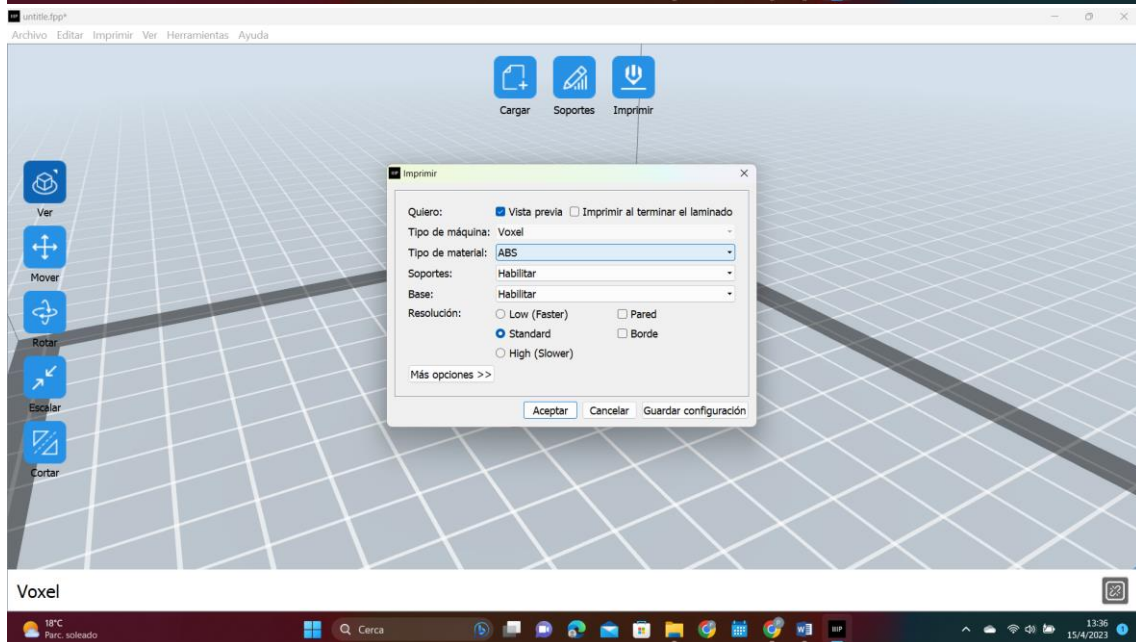 untitle.fpp*
Archivo Editar Imprimir Ver Herramientas Ayuda
Cargar Soportes Imprimir
Ver
Mover
Rotar
Escalar
Cortar
Imprimir
Quiero: Vista previa Imprimir al terminar el laminado
Tipo de máquina: Voxel
Tipo de material: ABS
Soportes: Habilitar
Base: Habilitar
Resolución: Low (Faster) Pared
Standard Borde
High (Slower)
Más opciones >>
Aceptar Cancelar Guardar configuración
Voxel
18°C
Parc. soleado
Cerca
13:36
15/4/2023